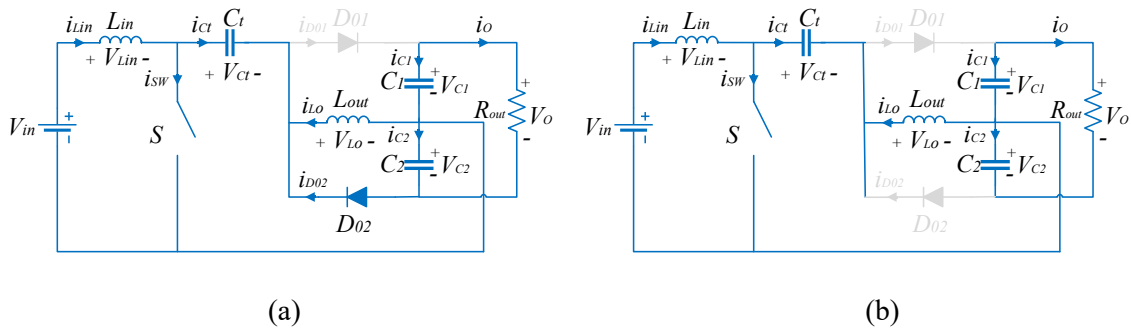 iLin Lin iCt Ct iD01 D01 iO
+ VLin - + VCt - iC1
iSW C1 + - VC1
iLo Lout Rout + VO -
Vin + - S + VLo - iC2
C2 + - VC2
iD02
D02
(a)
iLin Lin iCt Ct iD01 D01 iO
+ VLin - + VCt - iC1
iSW C1 + - VC1
iLo Lout Rout + VO -
Vin + - S + VLo - iC2
C2 + - VC2
iD02
D02
(b)